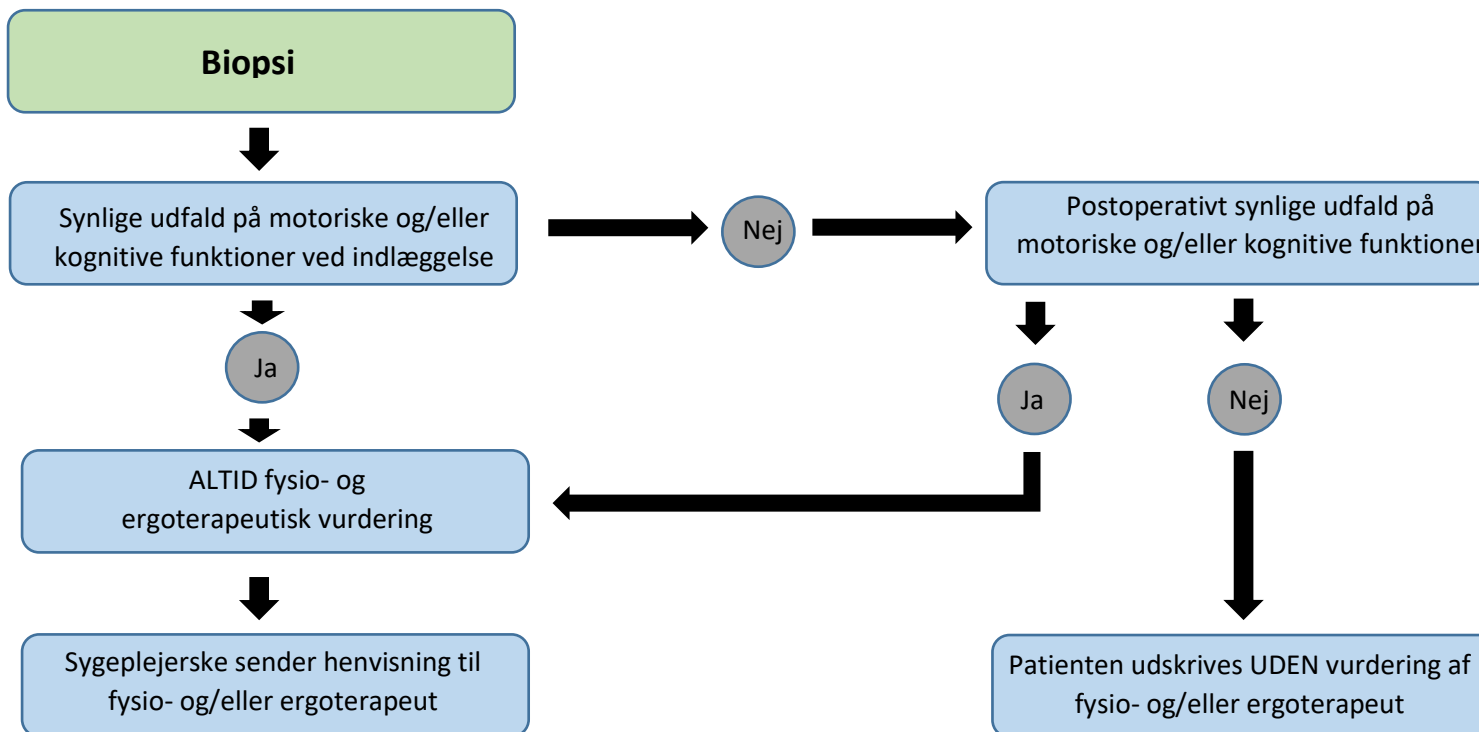 Biopsi
Synlige udfald på motoriske og/eller
kognitive funktioner ved indlæggelse
Nej
Postoperativt synlige udfald på
motoriske og/eller kognitive funktioner
Ja
Ja
Nej
ALTID fysio- og
ergoterapeutisk vurdering
Sygeplejerske sender henvisning til
fysio- og/eller ergoterapeut
Patienten udskrives UDEN vurdering af
fysio- og/eller ergoterapeut